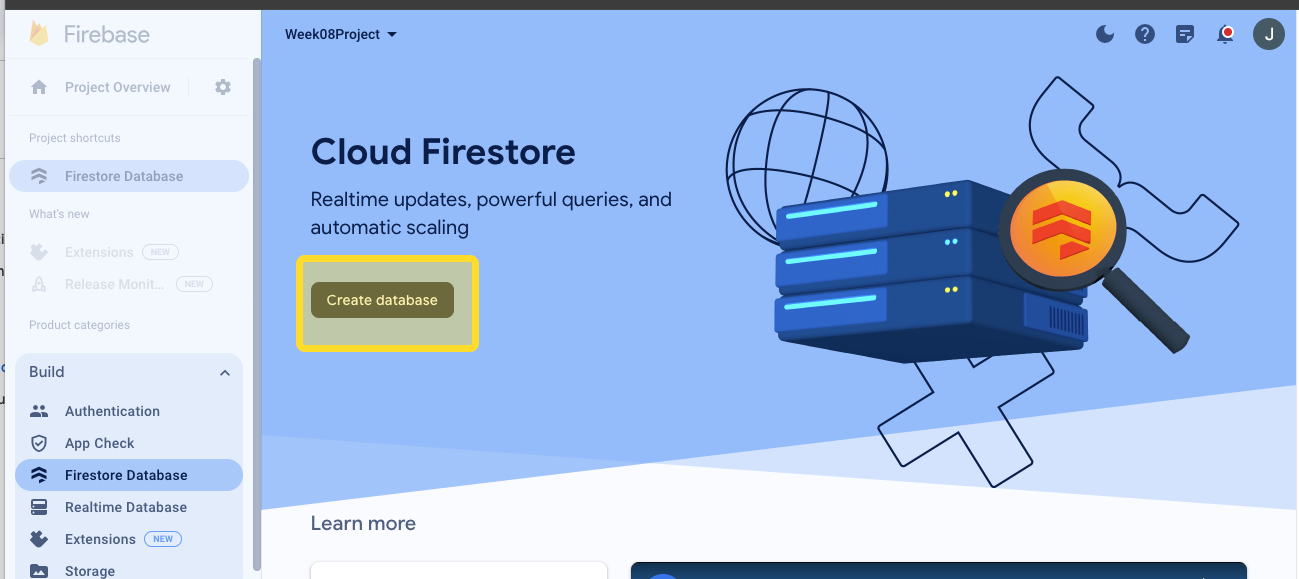 Firebase
Project Overview
Project shortcuts
Firestore Database
What's new
Extensions NEW
Release Monit... NEW
Product categories
Build
Authentication
App Check
Firestore Database
Realtime Database
Extensions NEW
Storage
Week08Project
J
Cloud Firestore
Realtime updates, powerful queries, and
automatic scaling
Create database
Learn more